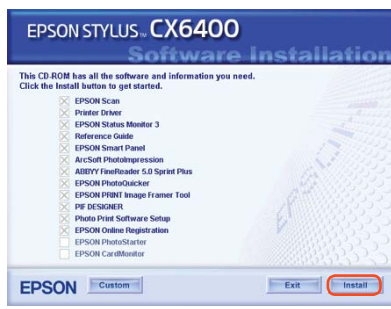 EPSON STYLUS™ CX6400
Software Installation
This CD-ROM has all the software and information you need.
Click the Install button to get started.
EPSON Scan
Printer Driver
EPSON Status Monitor 3
Reference Guide
EPSON Smart Panel
ArcSoft PhotoImpression
ABBYY FineReader 5.0 Sprint Plus
EPSON PhotoQuicker
EPSON PRINT Image Framer Tool
PIF DESIGNER
Photo Print Software Setup
EPSON Online Registration
EPSON PhotoStarter
EPSON CardMonitor
EPSON
EPSON Custom Exit Install